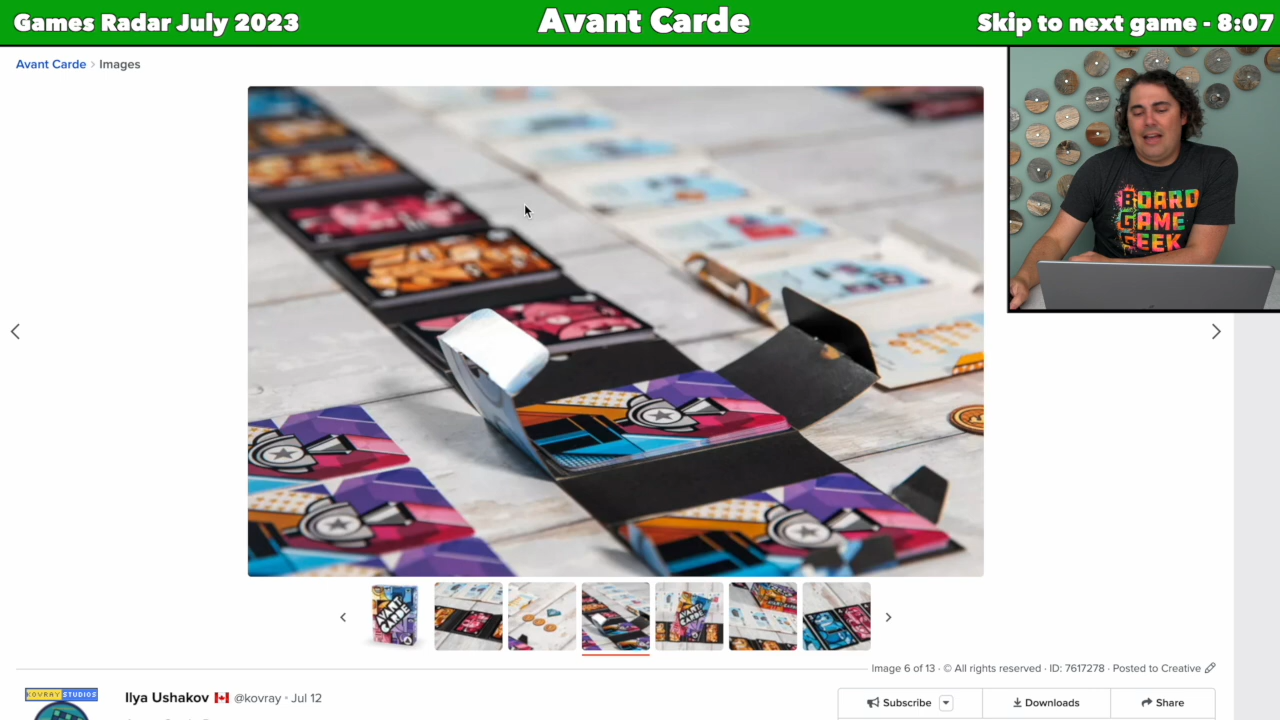 Games Radar July 2023
Avant Carde
Skip to next game - 8:07
Avant Carde > Images
BOARD
GAME
GEEK
AVANT
CARDE
Image 6 of 13 · © All rights reserved · ID: 7617278 · Posted to Creative
KOVRAY STUDIOS
Ilya Ushakov @kovray · Jul 12
Subscribe
Downloads
Share